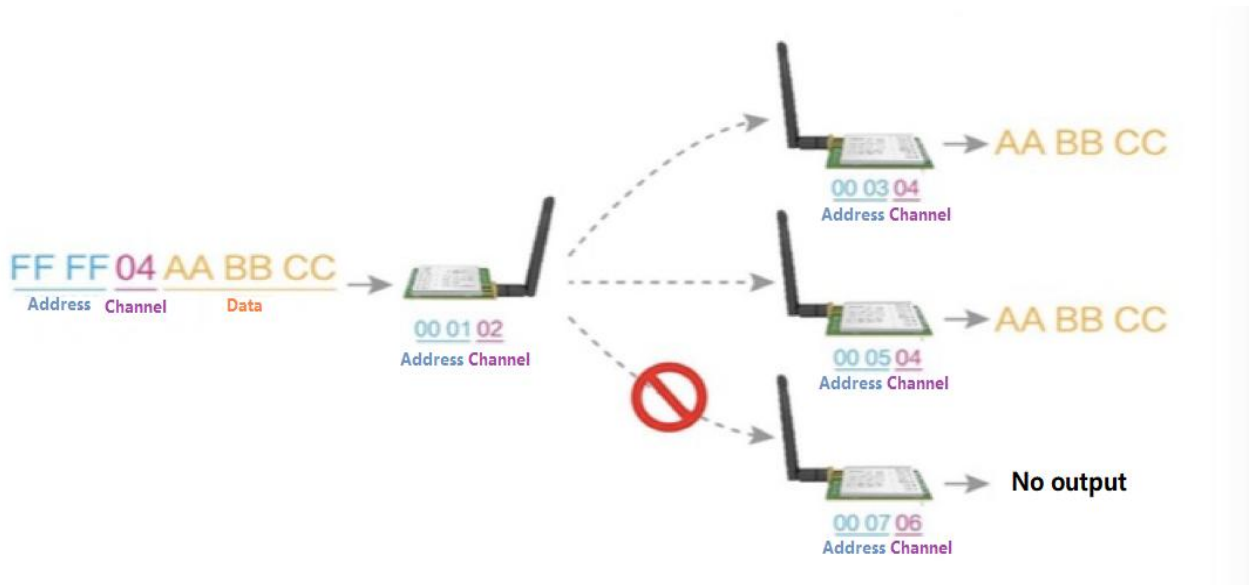 FF FF 04 AA BB CC
Address Channel Data
00 01 02
Address Channel
00 03 04
Address Channel
AA BB CC
00 05 04
Address Channel
AA BB CC
00 07 06
Address Channel
No output